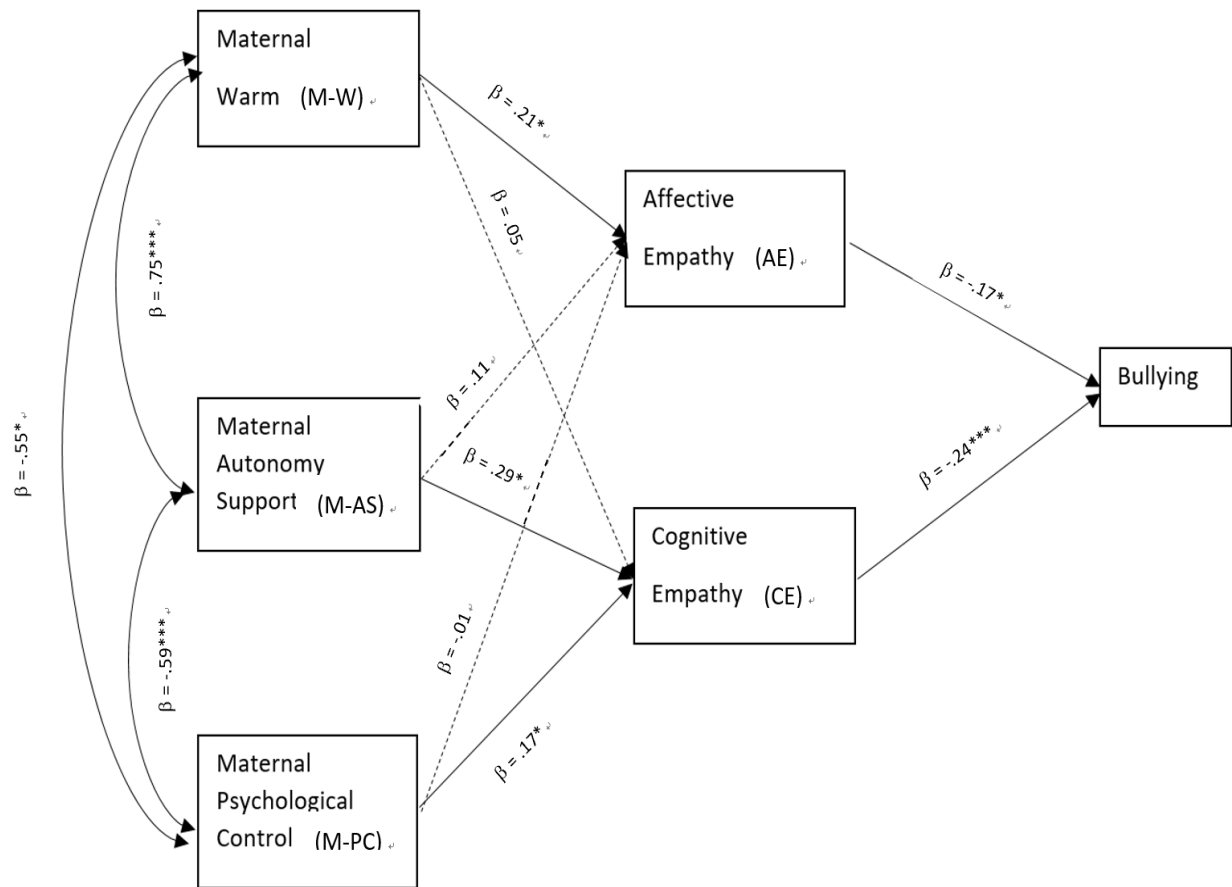 Maternal
Warm (M-W)
β = .21*
Affective
Empathy (AE)
β = .05
β = .75***
β = -.17*
Bullying
β = .11
Maternal
Autonomy
Support (M-AS)
β = -.55*
β = .29*
β = -.24***
Cognitive
Empathy (CE)
β = -.59***
β = -.01
β = .17*
Maternal
Psychological
Control (M-PC)